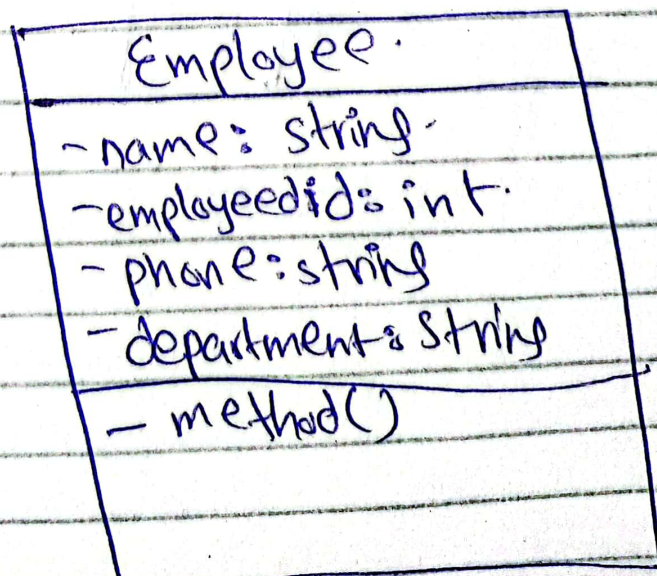 Employee.
- name: string
- employeedid: int.
- phone: string
- department: String
- method()